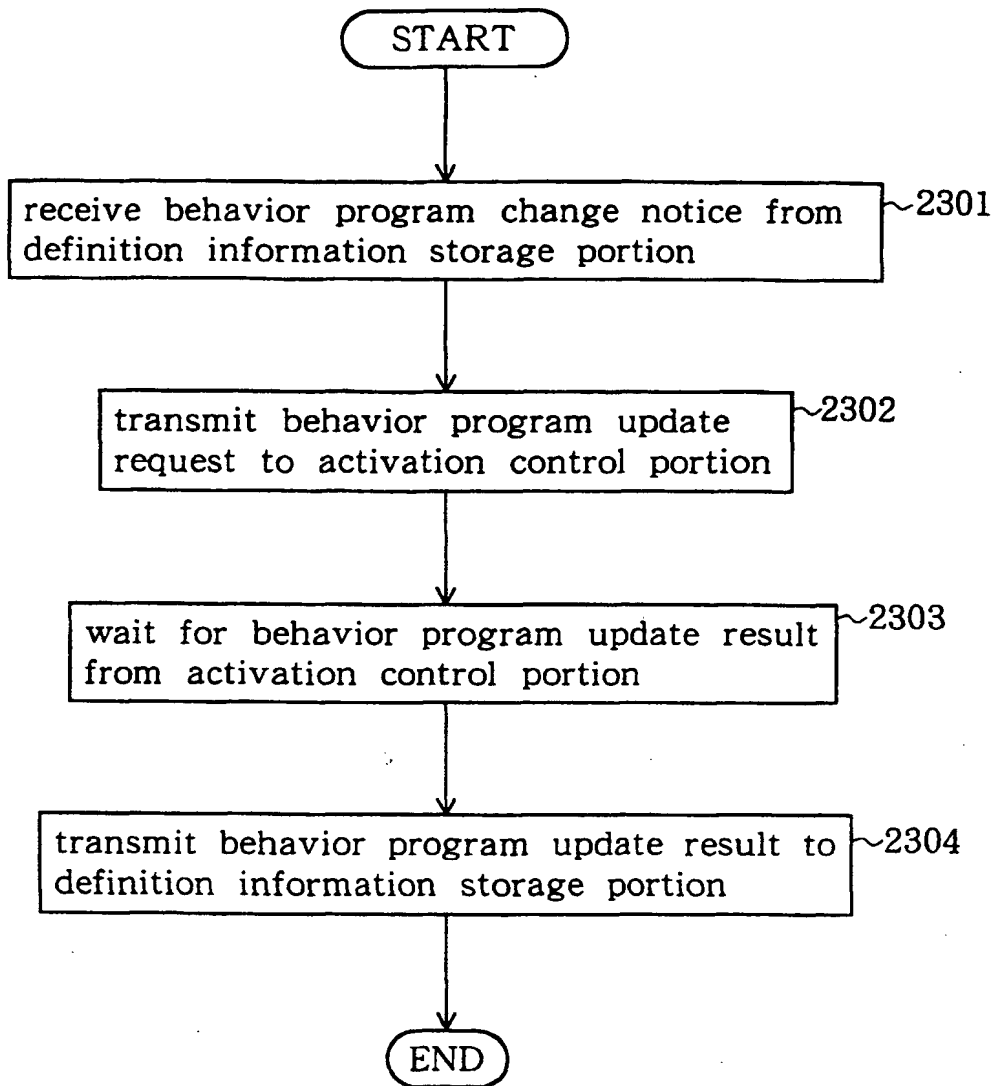 START
receive behavior program change notice from
definition information storage portion
2301
transmit behavior program update
request to activation control portion
2302
wait for behavior program update result
from activation control portion
2303
transmit behavior program update result to
definition information storage portion
2304
END